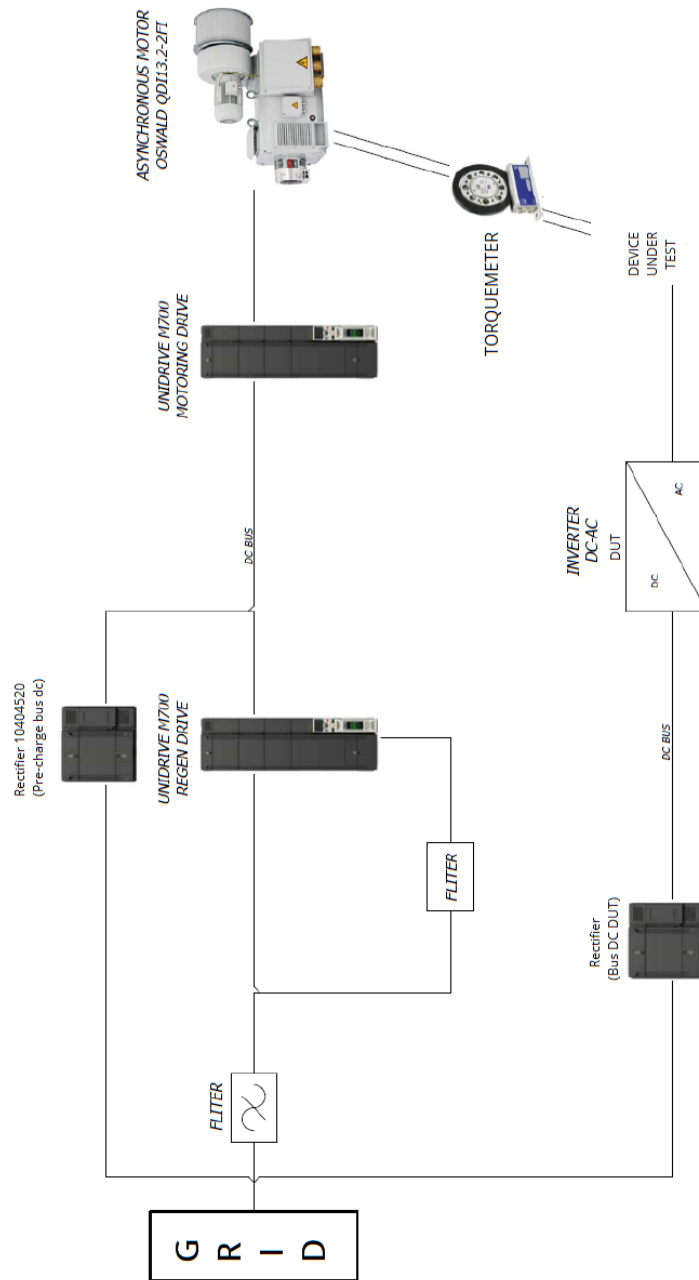 ASYNCHRONOUS MOTOR
OSWALD QDI13.2-2FI
UNIDRIVE M700
MOTORING DRIVE
TORQUEMETER
DEVICE
UNDER
TEST
DC BUS
INVERTER
DC-AC
DUT
DC
AC
Rectifier 10404520
(Pre-charge bus dc)
UNIDRIVE M700
REGEN DRIVE
DC BUS
FLITER
Rectifier
(Bus DC DUT)
FLITER
G
R
I
D